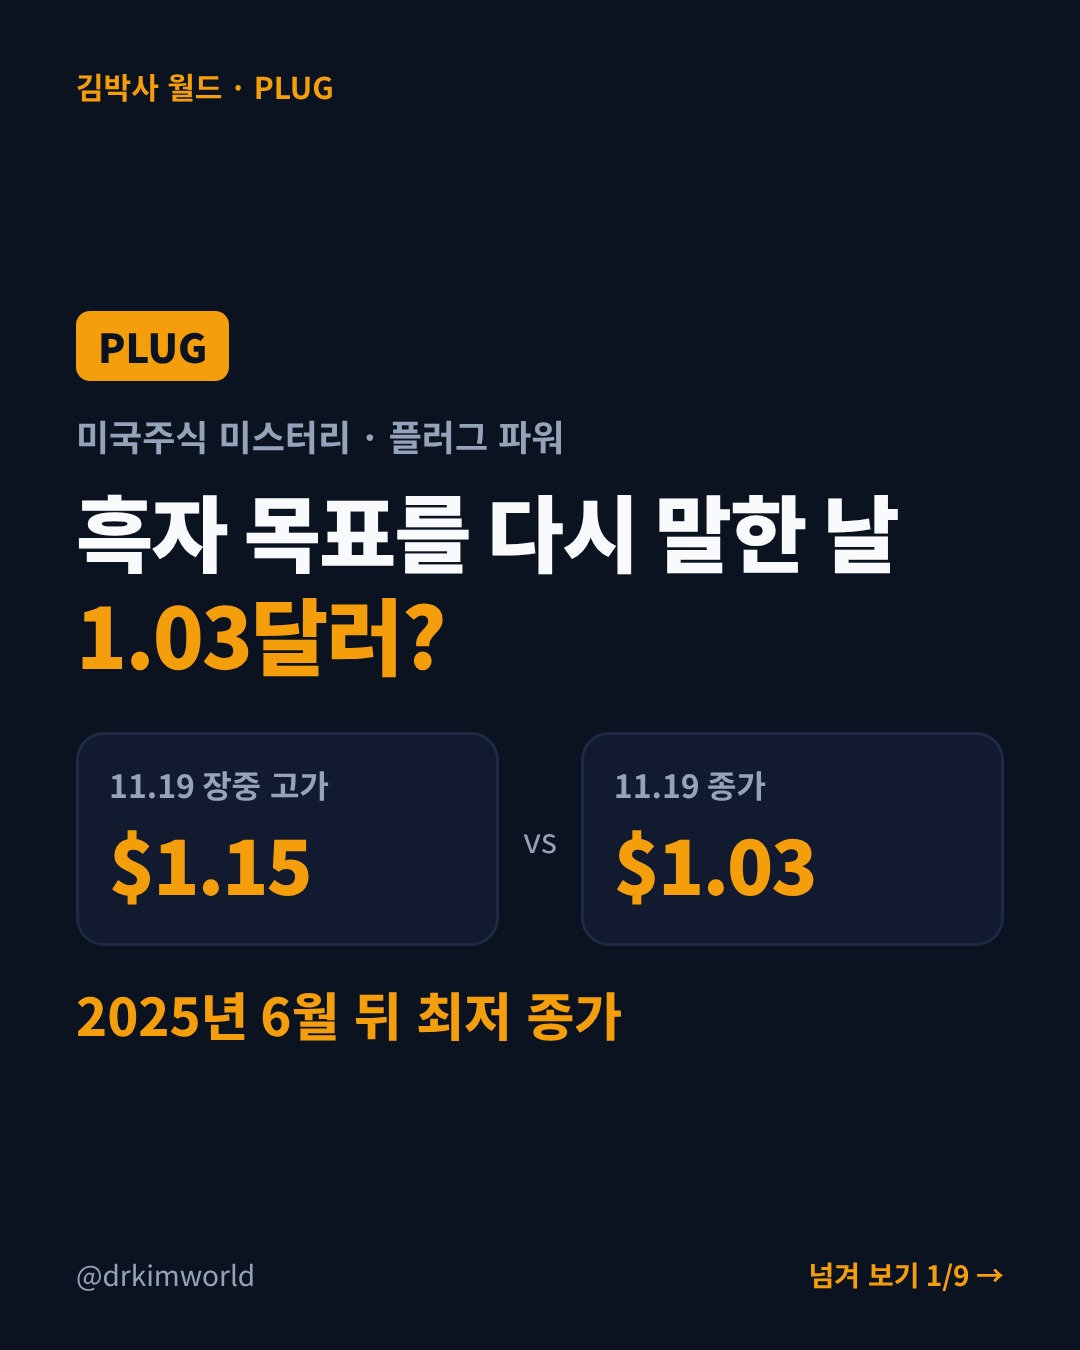 김박사 월드 · PLUG
PLUG
미국주식 미스터리 · 플러그 파워
흑자 목표를 다시 말한 날
1.03달러?
11.19 장중 고가
$1.15
vs
11.19 종가
$1.03
2025년 6월 뒤 최저 종가
@drkimworld
넘겨 보기 1/9 →